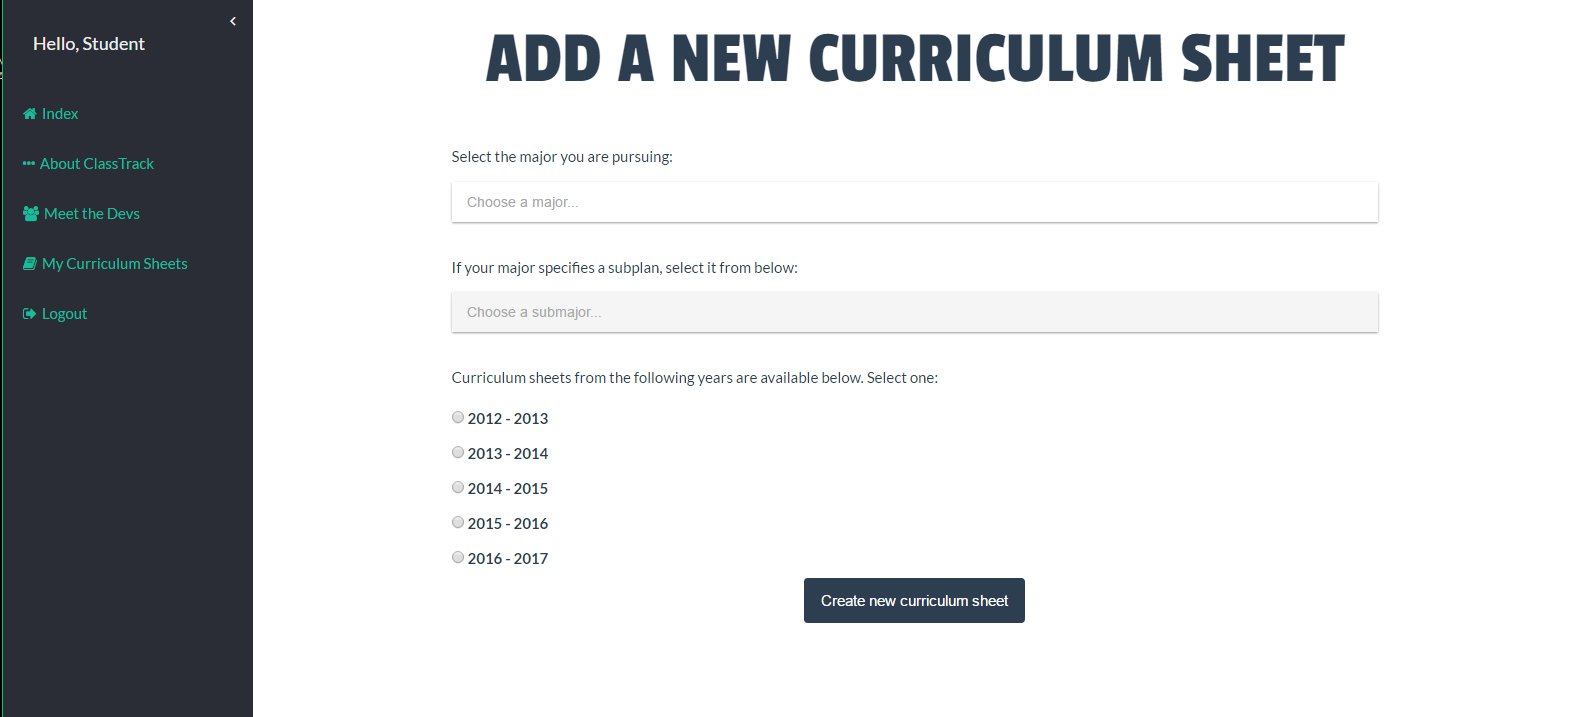 Hello, Student
Index
About ClassTrack
Meet the Devs
My Curriculum Sheets
Logout
ADD A NEW CURRICULUM SHEET
Select the major you are pursuing:
Choose a major...
If your major specifies a subplan, select it from below:
Choose a submajor...
Curriculum sheets from the following years are available below. Select one:
2012 - 2013
2013 - 2014
2014 - 2015
2015 - 2016
2016 - 2017
Create new curriculum sheet